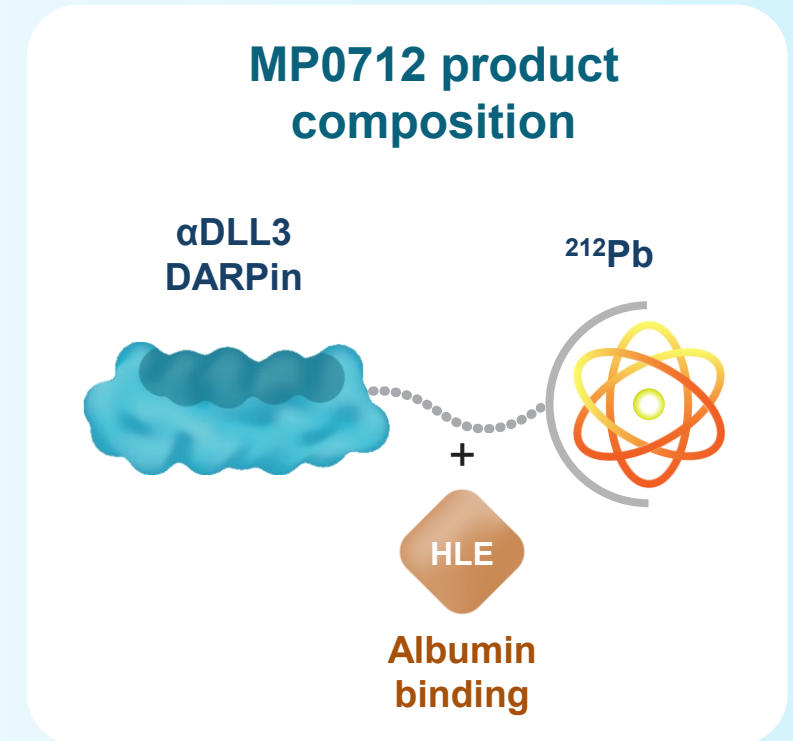 MP0712 product
composition
αDLL3
DARPin
²¹²Pb
+
HLE
Albumin
binding